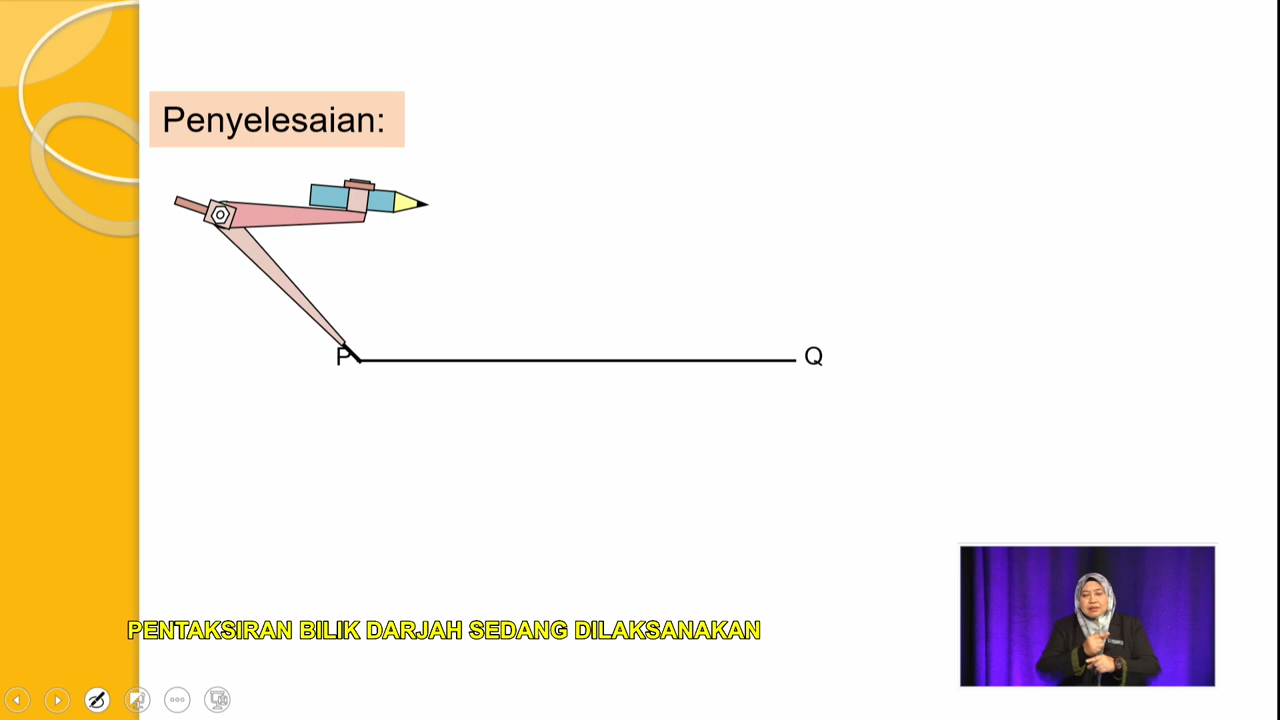 Penyelesaian:
P
Q
PENTAKSIRAN BILIK DARJAH SEDANG DILAKSANAKAN